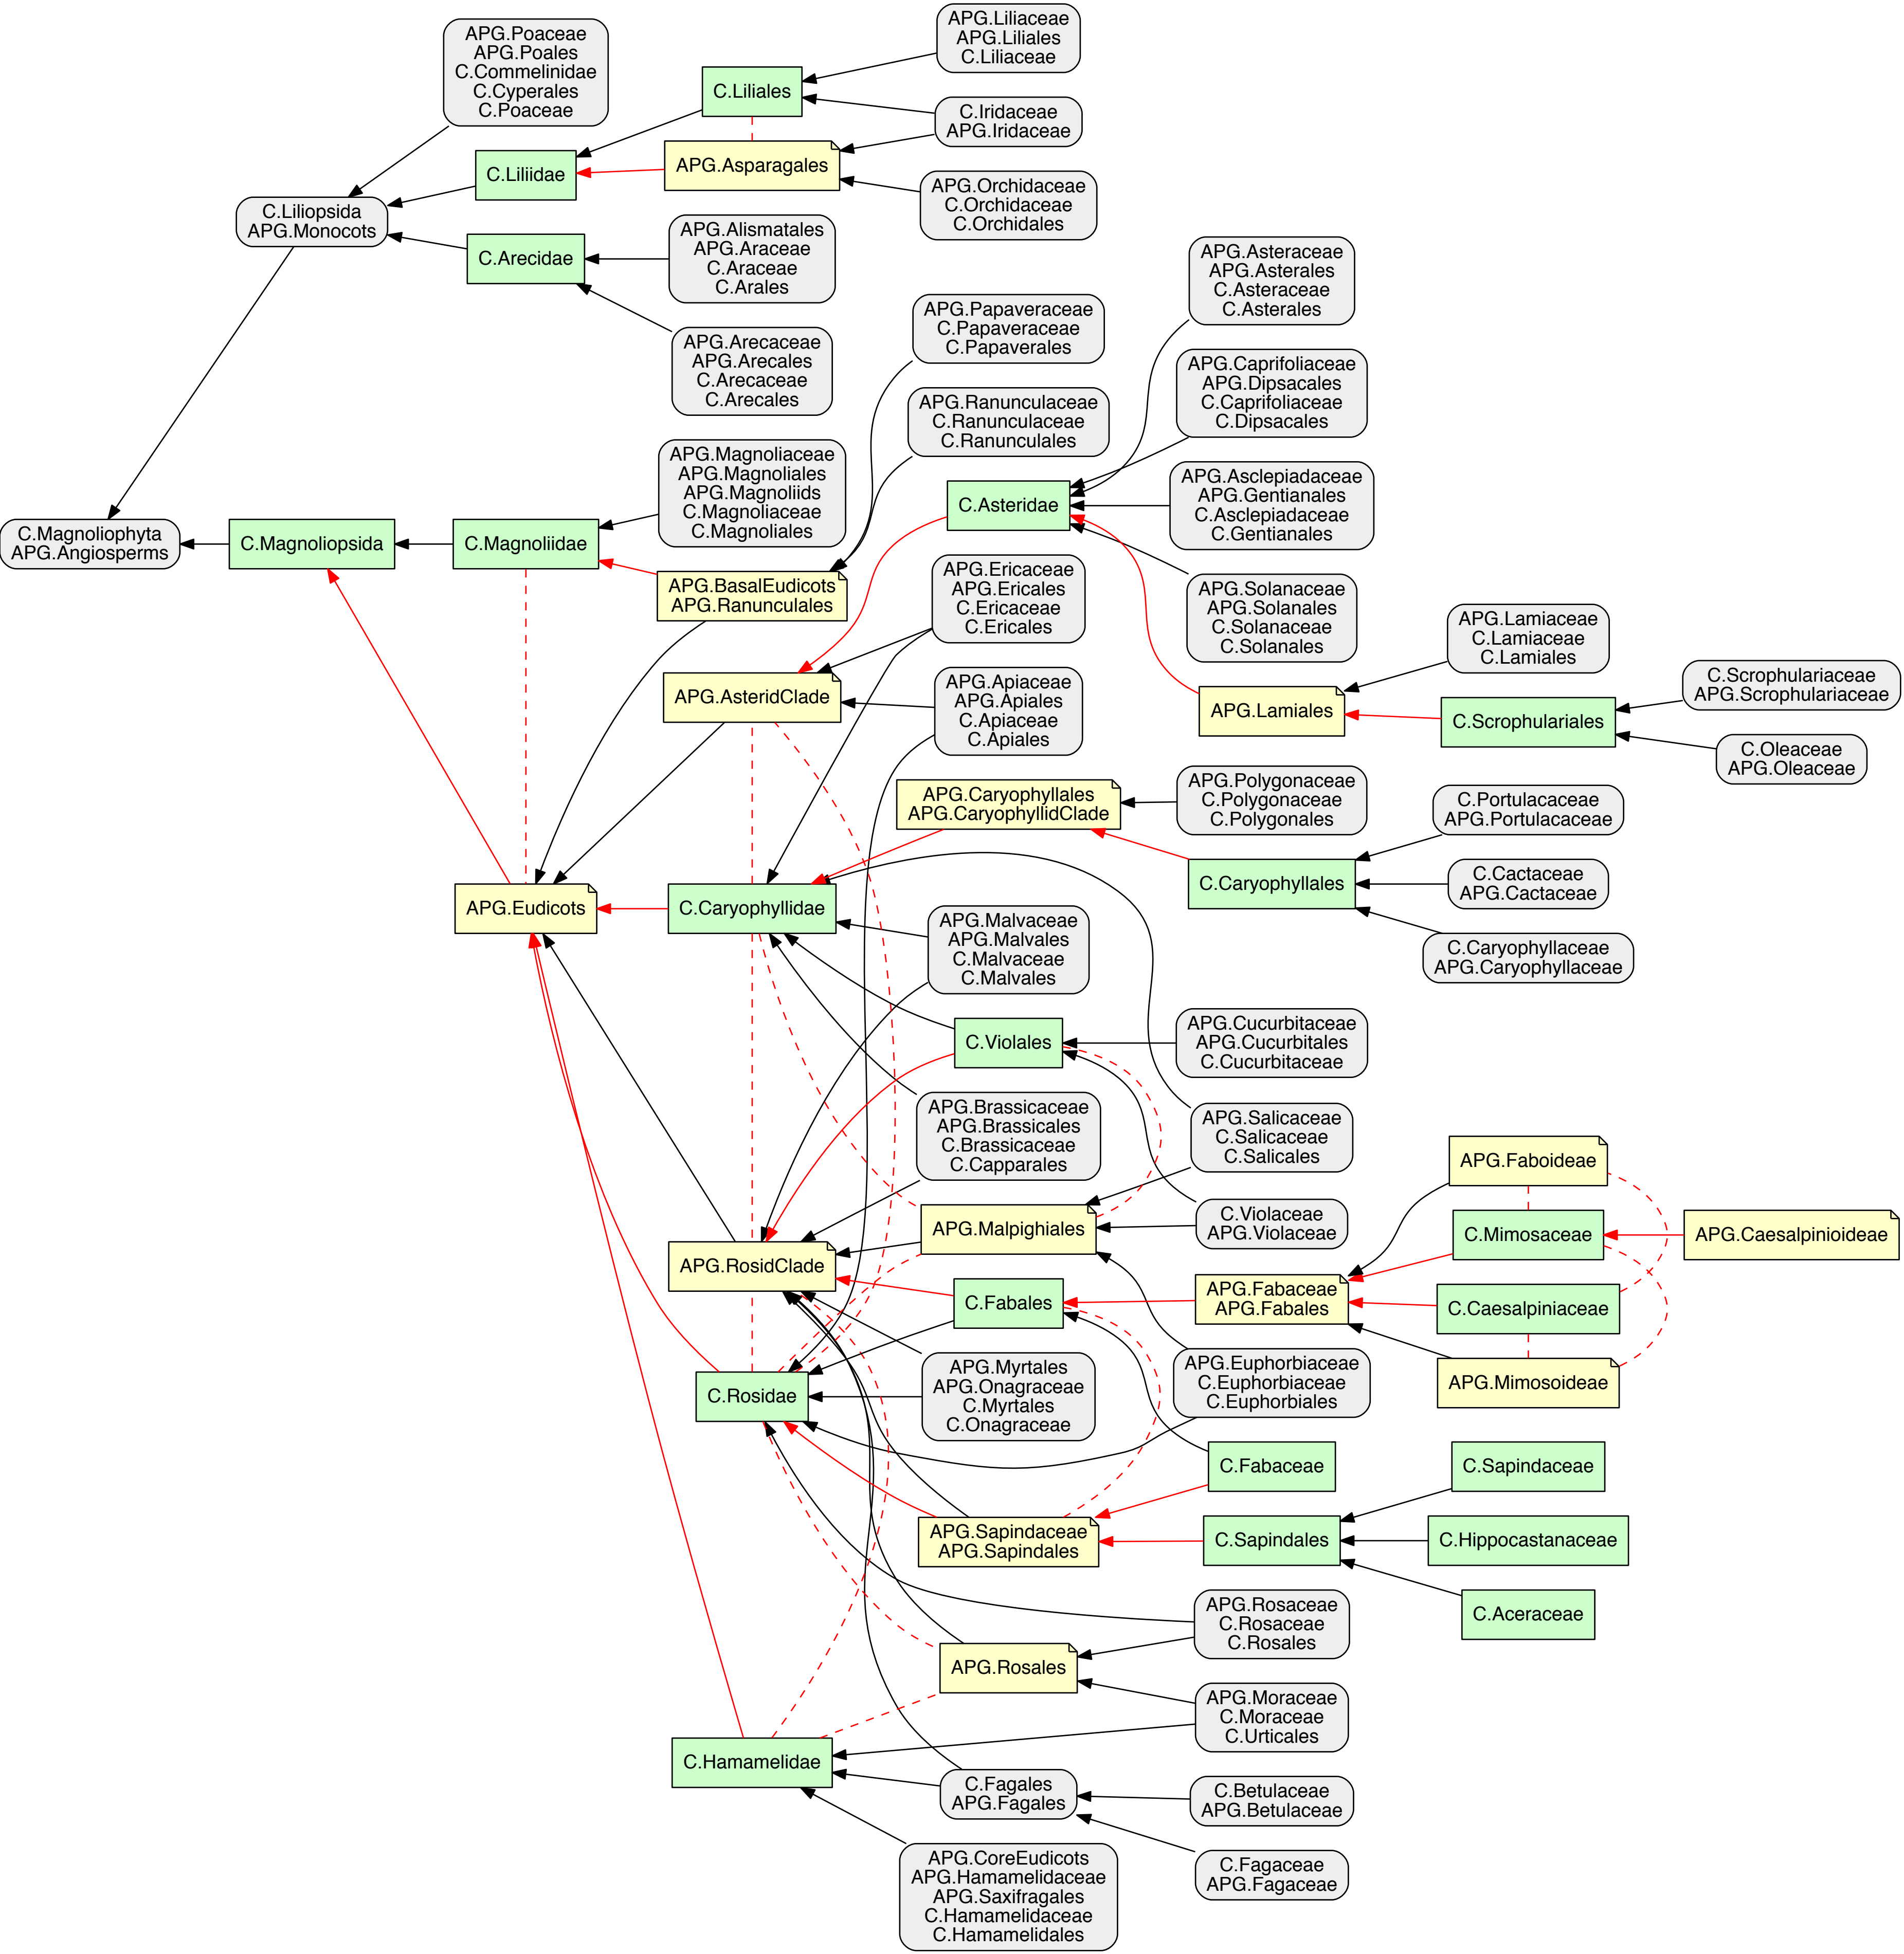 APG.Poaceae
APG.Poales
C.Commelinidae
C.Cyperales
C.Poaceae
C.Liliales
APG.Liliaceae
APG.Liliales
C.Liliaceae
C.Iridaceae
APG.Iridaceae
C.Liliidae
APG.Asparagales
APG.Orchidaceae
C.Orchidaceae
C.Orchidales
C.Liliopsida
APG.Monocots
C.Arecidae
APG.Alismatales
APG.Araceae
C.Araceae
C.Arales
APG.Arecaceae
APG.Arecales
C.Arecaceae
C.Arecales
APG.Papaveraceae
C.Papaveraceae
C.Papaverales
APG.Asteraceae
APG.Asterales
C.Asteraceae
C.Asterales
APG.Ranunculaceae
C.Ranunculaceae
C.Ranunculales
APG.Caprifoliaceae
APG.Dipsacales
C.Caprifoliaceae
C.Dipsacales
C.Magnoliophyta
APG.Angiosperms
C.Magnoliopsida
C.Magnoliidae
APG.Magnoliaceae
APG.Magnoliales
APG.Magnoliids
C.Magnoliaceae
C.Magnoliales
C.Asteridae
APG.Asclepiadaceae
APG.Gentianales
C.Asclepiadaceae
C.Gentianales
APG.BasalEudicots
APG.Ranunculales
APG.Ericaceae
APG.Ericales
C.Ericaceae
C.Ericales
APG.Solanaceae
APG.Solanales
C.Solanaceae
C.Solanales
APG.Lamiaceae
C.Lamiaceae
C.Lamiales
APG.AsteridClade
APG.Apiaceae
APG.Apiales
C.Apiaceae
C.Apiales
APG.Lamiales
C.Scrophulariales
C.Scrophulariaceae
APG.Scrophulariaceae
C.Oleaceae
APG.Oleaceae
APG.Caryophyllales
APG.CaryophyllidClade
APG.Polygonaceae
C.Polygonaceae
C.Polygonales
C.Portulacaceae
APG.Portulacaceae
APG.Eudicots
C.Caryophyllidae
C.Caryophyllales
C.Cactaceae
APG.Cactaceae
APG.Malvaceae
APG.Malvales
C.Malvaceae
C.Malvales
C.Caryophyllaceae
APG.Caryophyllaceae
C.Violales
APG.Cucurbitaceae
APG.Cucurbitales
C.Cucurbitaceae
APG.Brassicaceae
APG.Brassicales
C.Brassicaceae
C.Capparales
APG.Salicaceae
C.Salicaceae
C.Salicales
APG.Faboideae
APG.Malpighiales
C.Violaceae
APG.Violaceae
C.Mimosaceae
APG.Caesalpinioideae
APG.RosidClade
C.Fabales
APG.Fabaceae
APG.Fabales
C.Caesalpiniaceae
C.Rosidae
APG.Myrtales
APG.Onagraceae
C.Myrtales
C.Onagraceae
APG.Euphorbiaceae
C.Euphorbiaceae
C.Euphorbiales
APG.Mimosoideae
C.Fabaceae
C.Sapindaceae
APG.Sapindaceae
APG.Sapindales
C.Sapindales
C.Hippocastanaceae
APG.Rosaceae
C.Rosaceae
C.Rosales
C.Aceraceae
APG.Rosales
APG.Moraceae
C.Moraceae
C.Urticales
C.Hamamelidae
C.Fagales
APG.Fagales
C.Betulaceae
APG.Betulaceae
APG.CoreEudicots
APG.Hamamelidaceae
APG.Saxifragales
C.Hamamelidaceae
C.Hamamelidales
C.Fagaceae
APG.Fagaceae